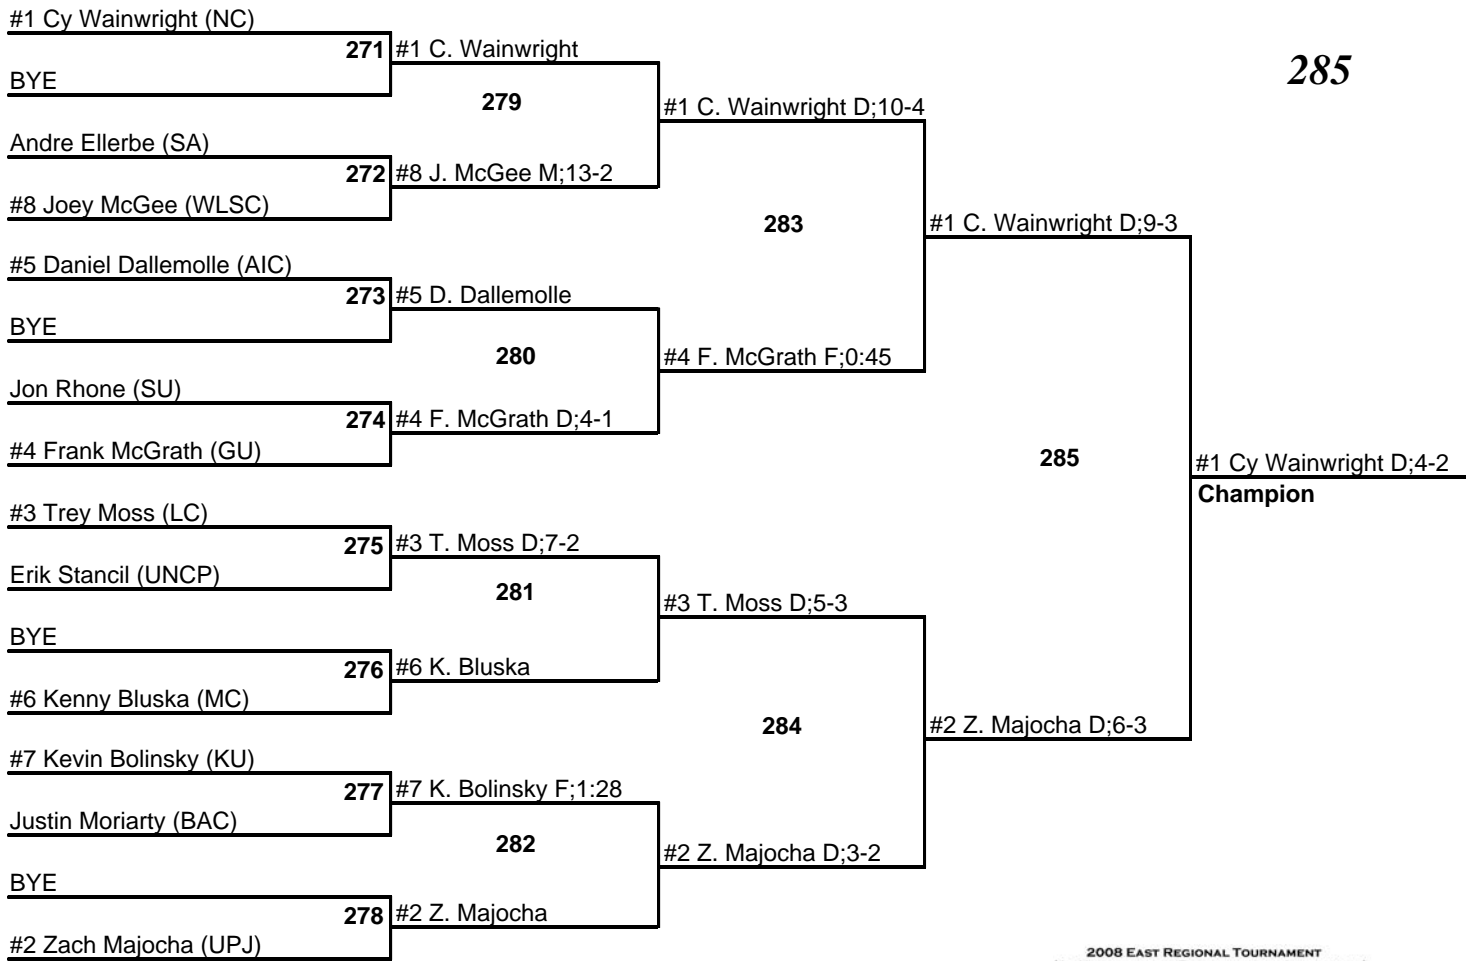 #1 Cy Wainwright (NC)
271 #1 C. Wainwright
285
BYE
279
#1 C. Wainwright D;10-4
Andre Ellerbe (SA)
272 #8 J. McGee M;13-2
#8 Joey McGee (WLSC)
283
#1 C. Wainwright D;9-3
#5 Daniel Dallemolle (AIC)
273 #5 D. Dallemolle
BYE
280
#4 F. McGrath F;0:45
Jon Rhone (SU)
274 #4 F. McGrath D;4-1
#4 Frank McGrath (GU)
285
#1 Cy Wainwright D;4-2
Champion
#3 Trey Moss (LC)
275 #3 T. Moss D;7-2
Erik Stancil (UNCP)
281
#3 T. Moss D;5-3
BYE
276 #6 K. Bluska
#6 Kenny Bluska (MC)
284
#2 Z. Majocha D;6-3
#7 Kevin Bolinsky (KU)
277 #7 K. Bolinsky F;1:28
Justin Moriarty (BAC)
282
#2 Z. Majocha D;3-2
BYE
278 #2 Z. Majocha
#2 Zach Majocha (UPJ)
2008 EAST REGIONAL TOURNAMENT